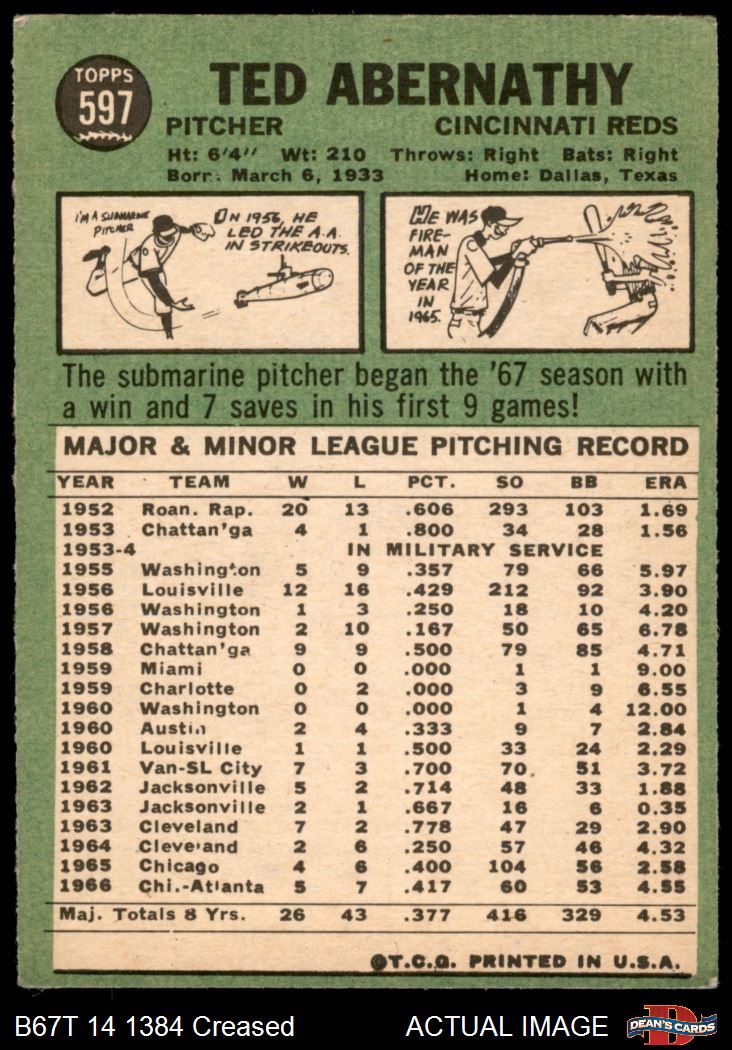 TOPPS
597
TED ABERNATHY
PITCHER CINCINNATI REDS
Ht: 6'4" Wt: 210 Throws: Right Bats: Right
Born: March 6, 1933 Home: Dallas, Texas
I'M A SUBMARINE
PITCHER
IN 1956, HE
LED THE A.A.
IN STRIKEOUTS.
HE WAS
FIRE-
MAN
OF THE
YEAR
IN
1965.
The submarine pitcher began the '67 season with
a win and 7 saves in his first 9 games!
MAJOR & MINOR LEAGUE PITCHING RECORD
YEAR TEAM W L PCT. SO BB ERA
1952 Roan. Rap. 20 13 .606 293 103 1.69
1953 Chattan'ga 4 1 .800 34 28 1.56
1953-4 IN MILITARY SERVICE
1955 Washington 5 9 .357 79 66 5.97
1956 Louisville 12 16 .429 212 92 3.90
1956 Washington 1 3 .250 18 10 4.20
1957 Washington 2 10 .167 50 65 6.78
1958 Chattan'ga 9 9 .500 79 85 4.71
1959 Miami 0 0 .000 1 1 9.00
1959 Charlotte 0 2 .000 3 9 6.55
1960 Washington 0 0 .000 1 4 12.00
1960 Austin 2 4 .333 9 7 2.84
1960 Louisville 1 1 .500 33 24 2.29
1961 Van-SL City 7 3 .700 70 51 3.72
1962 Jacksonville 5 2 .714 48 33 1.88
1963 Jacksonville 2 1 .667 16 6 0.35
1963 Cleveland 7 2 .778 47 29 2.90
1964 Cleveland 2 6 .250 57 46 4.32
1965 Chicago 4 6 .400 104 56 2.58
1966 Chi.-Atlanta 5 7 .417 60 53 4.55
Maj. Totals 8 Yrs. 26 43 .377 416 329 4.53
©T.C.G. PRINTED IN U.S.A.
B67T 14 1384 Creased ACTUAL IMAGE
D
DEAN'S CARDS